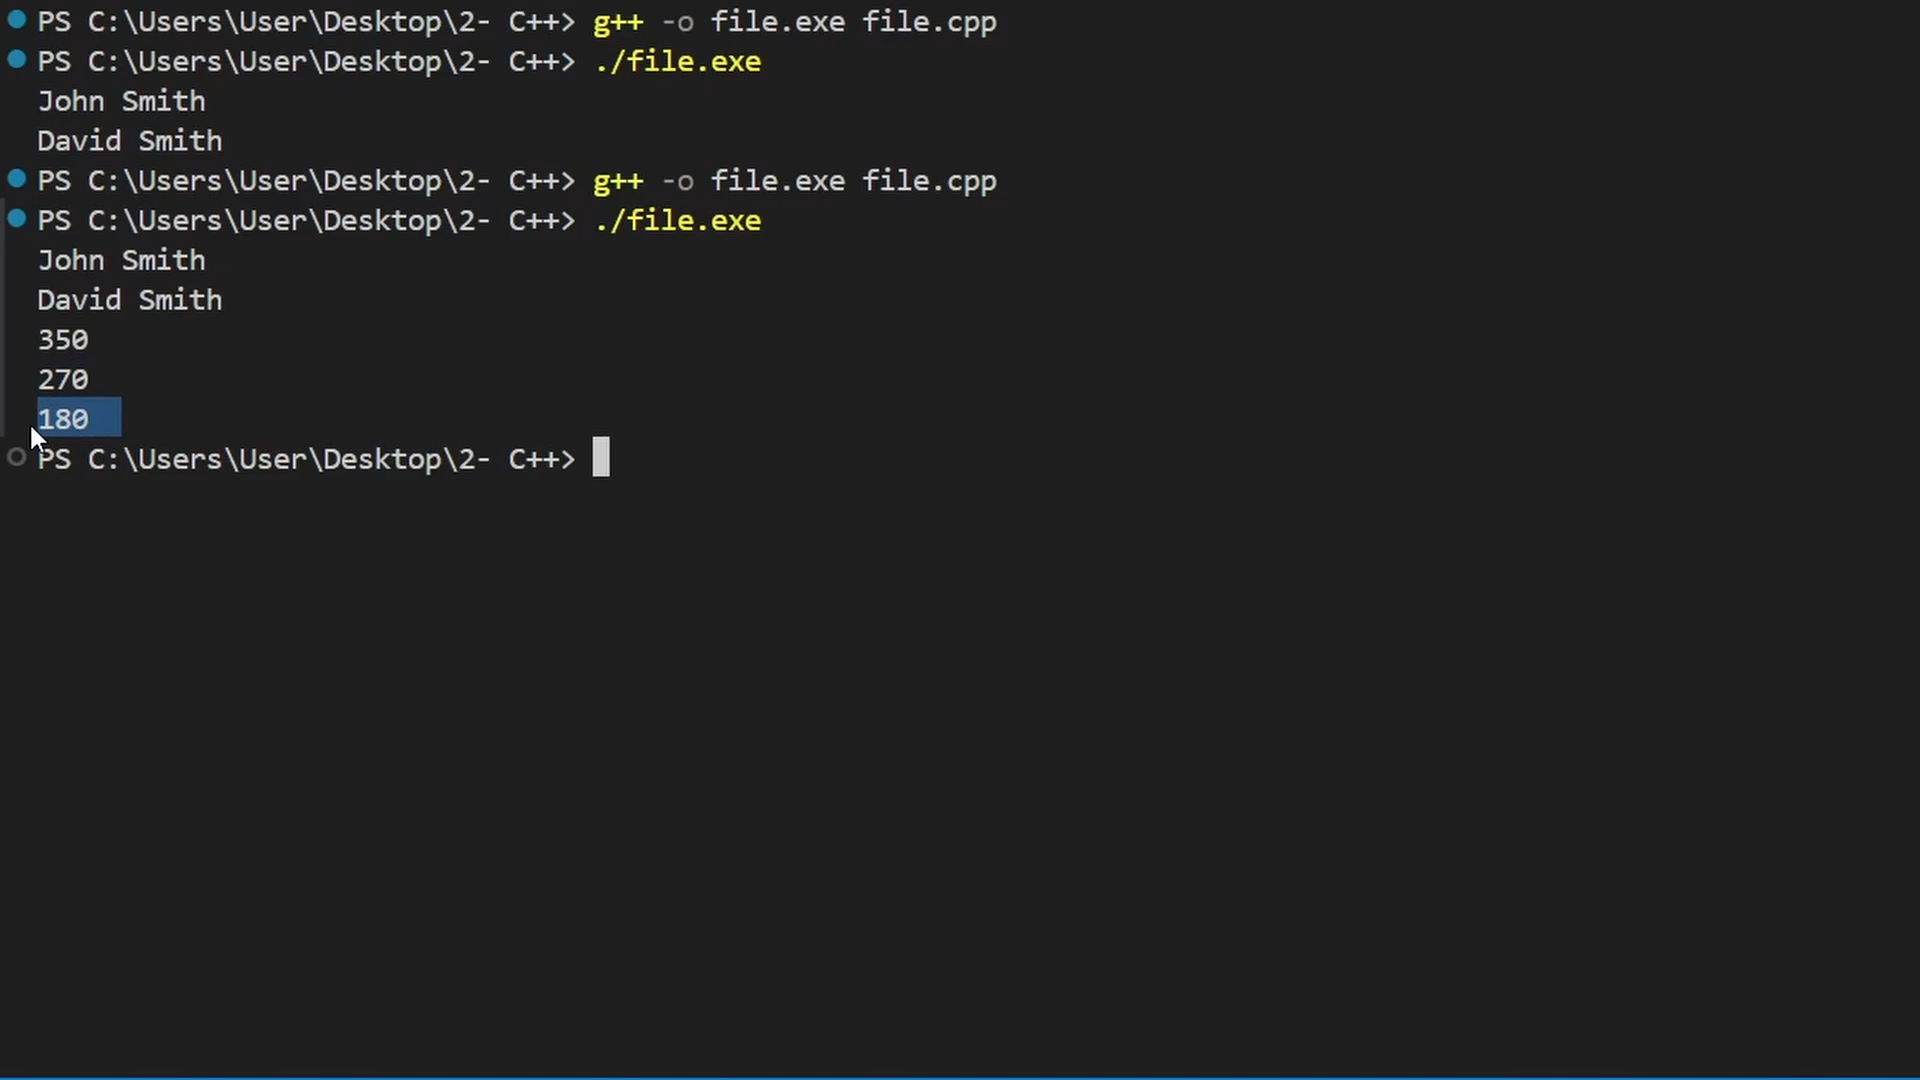 PS C:\Users\User\Desktop\2- C++> g++ -o file.exe file.cpp
PS C:\Users\User\Desktop\2- C++> ./file.exe
John Smith
David Smith
PS C:\Users\User\Desktop\2- C++> g++ -o file.exe file.cpp
PS C:\Users\User\Desktop\2- C++> ./file.exe
John Smith
David Smith
350
270
180
PS C:\Users\User\Desktop\2- C++>